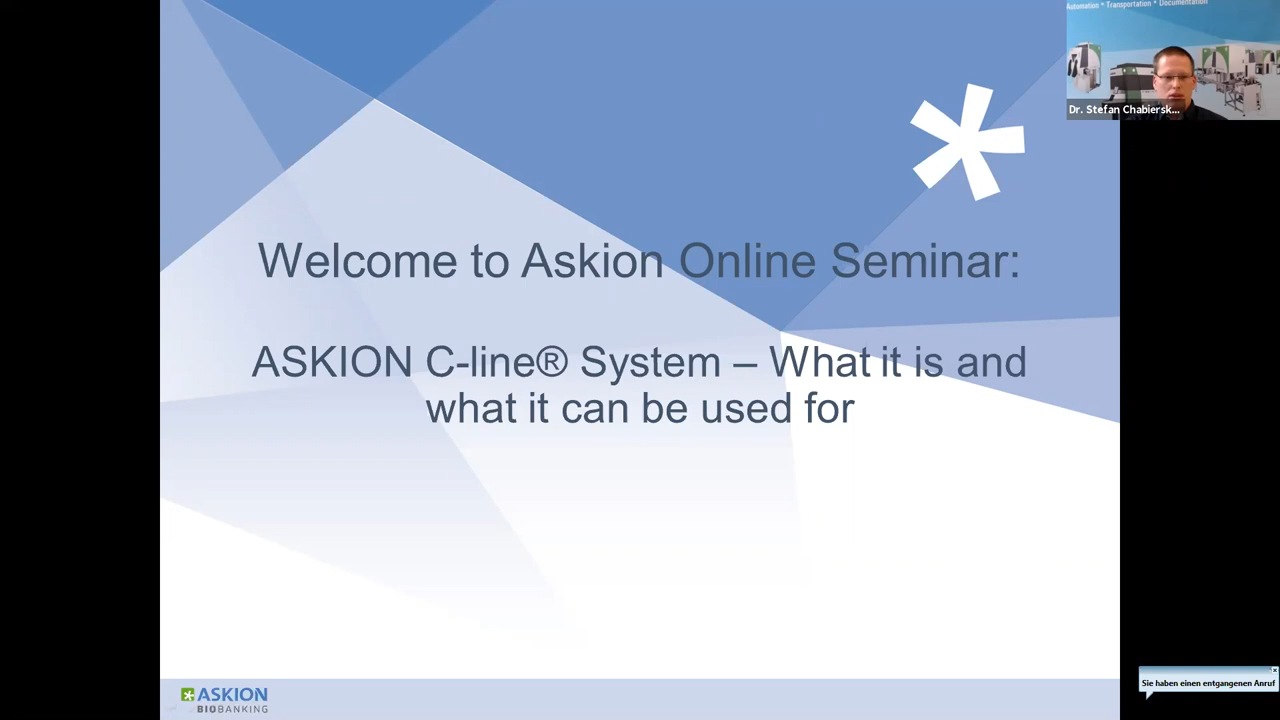 Automation * Transportation * Documentation
Dr. Stefan Chabiersk...
Welcome to Askion Online Seminar:
ASKION C-line® System – What it is and
what it can be used for
ASKION
BIOBANKING
Sie haben einen entgangenen Anruf